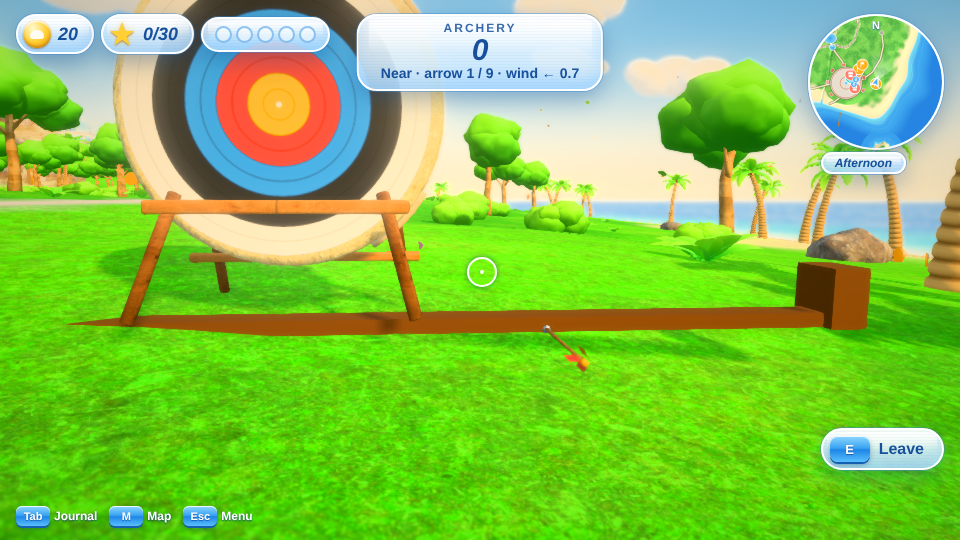 20
0/30
ARCHERY
0
Near · arrow 1 / 9 · wind ← 0.7
N
Afternoon
E Leave
Tab Journal M Map Esc Menu